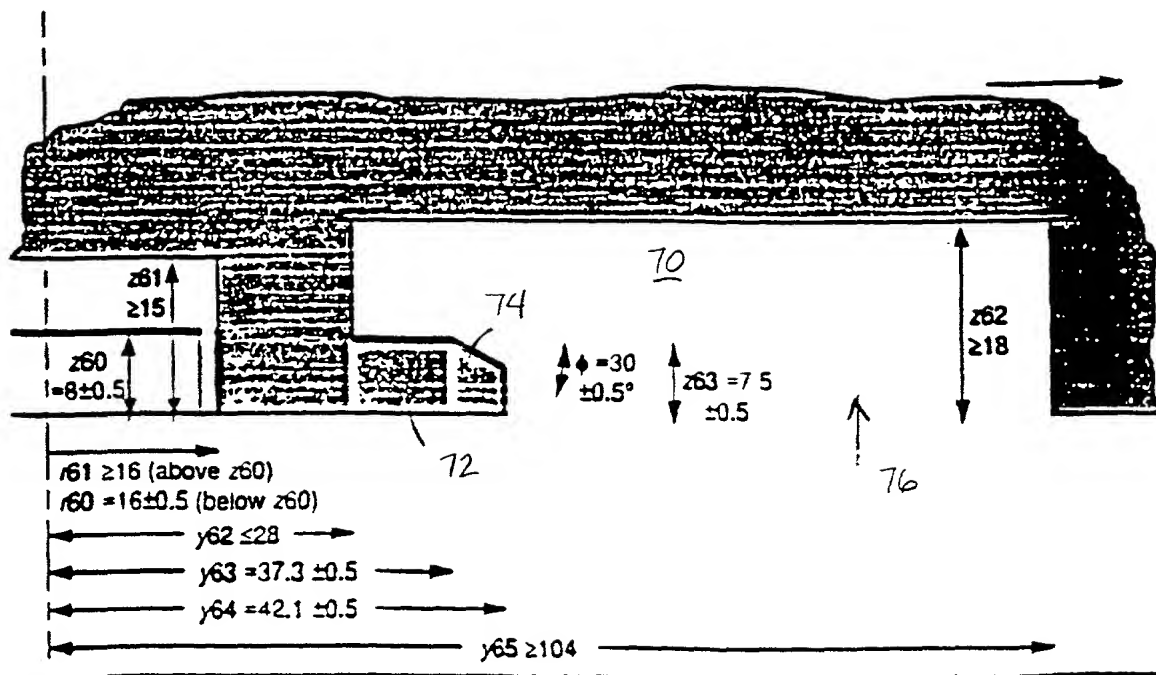 70
z61
≥15
74
z62
≥18
z60
=8±0.5
ϕ =30
±0.5°
z63 =7 5
±0.5
72
76
r61 ≥16 (above z60)
r60 =16±0.5 (below z60)
y62 ≤28
y63 =37.3 ±0.5
y64 =42.1 ±0.5
y65 ≥104